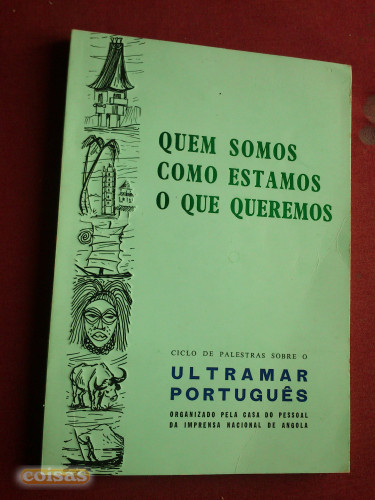 QUEM SOMOS
COMO ESTAMOS
O QUE QUEREMOS
CICLO DE PALESTRAS SOBRE O
ULTRAMAR
PORTUGUÊS
ORGANIZADO PELA CASA DO PESSOAL
DA IMPRENSA NACIONAL DE ANGOLA
coisas